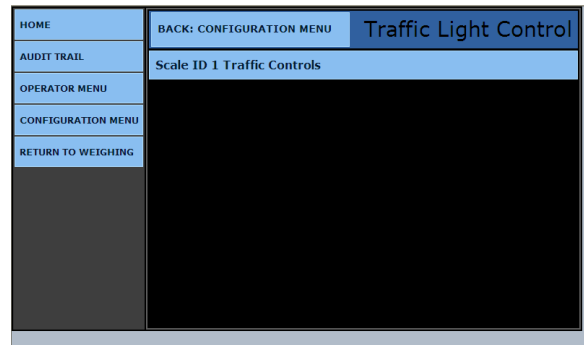 HOME
AUDIT TRAIL
OPERATOR MENU
CONFIGURATION MENU
RETURN TO WEIGHING
BACK: CONFIGURATION MENU
Traffic Light Control
Scale ID 1 Traffic Controls